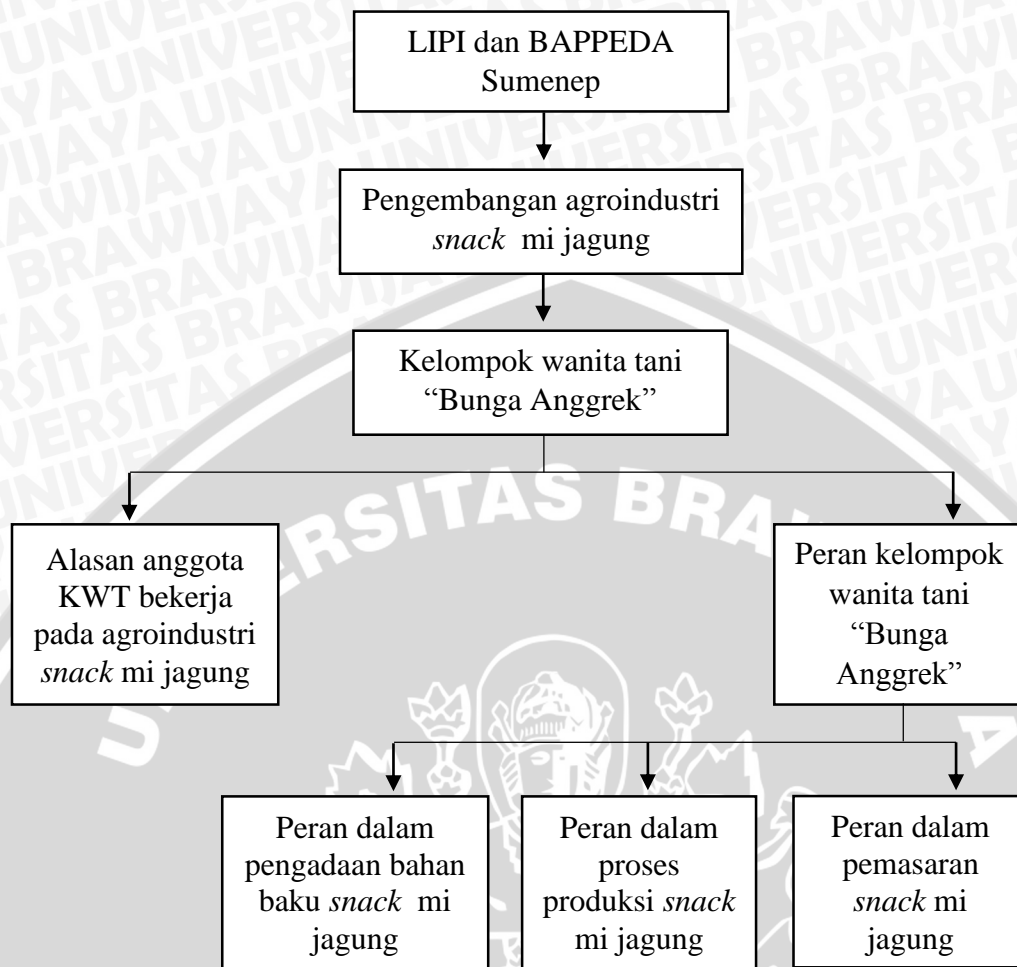 LIPI dan BAPPEDA
Sumenep
Pengembangan agroindustri
snack mi jagung
Kelompok wanita tani
“Bunga Anggrek”
Alasan anggota
KWT bekerja
pada agroindustri
snack mi jagung
Peran kelompok
wanita tani
“Bunga
Anggrek”
Peran dalam
pengadaan bahan
baku snack mi
jagung
Peran dalam
proses
produksi snack
mi jagung
Peran dalam
pemasaran
snack mi
jagung